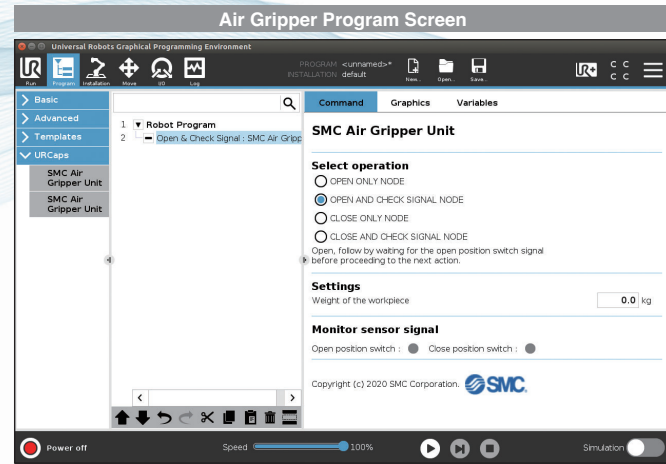 Air Gripper Program Screen
Universal Robots Graphical Programming Environment
PROGRAM <unnamed>*
INSTALLATION default
Run Program Installation Move I/O Log New... Open... Save...
UR+
C C
C C
Basic
Advanced
Templates
URCaps
SMC Air
Gripper Unit
SMC Air
Gripper Unit
1 Robot Program
2 Open & Check Signal : SMC Air Gripp
Command Graphics Variables
SMC Air Gripper Unit
Select operation
OPEN ONLY NODE
OPEN AND CHECK SIGNAL NODE
CLOSE ONLY NODE
CLOSE AND CHECK SIGNAL NODE
Open, follow by waiting for the open position switch signal
before proceeding to the next action.
Settings
Weight of the workpiece 0.0 kg
Monitor sensor signal
Open position switch : Close position switch :
Copyright (c) 2020 SMC Corporation. SMC.
Power off Speed 100% Simulation